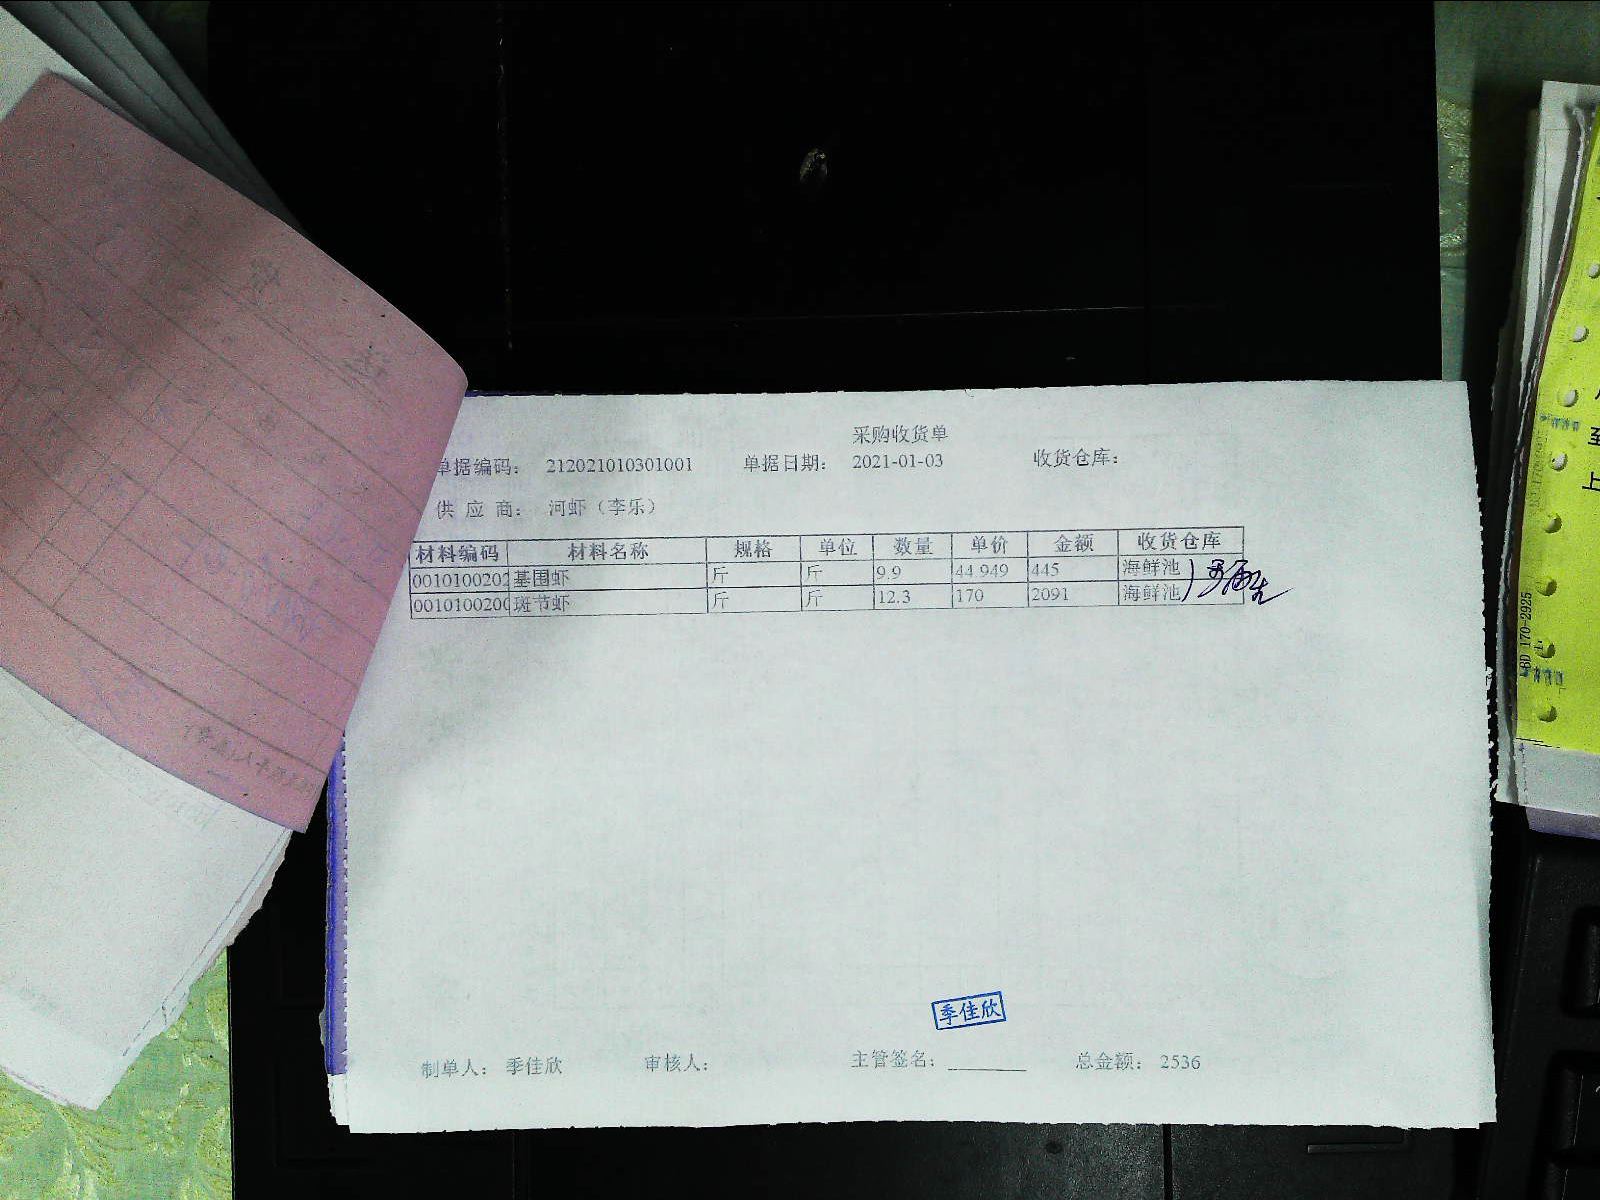 采购收货单
单据编码： 212021010301001 单据日期： 2021-01-03 收货仓库：
供 应 商： 河虾（李乐）
材料编码 材料名称 规格 单位 数量 单价 金额 收货仓库
0010100202 基围虾 斤 斤 9.9 44.949 445 海鲜池
0010100200 斑节虾 斤 斤 12.3 170 2091 海鲜池
季佳欣
制单人： 季佳欣 审核人： 主管签名： 总金额： 2536
至
上
BD 170-2925